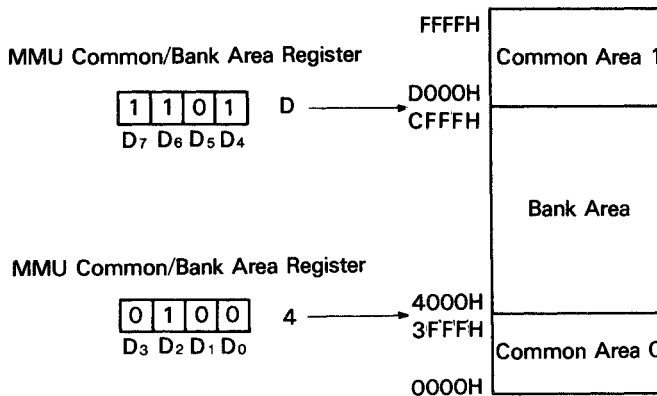 FFFFH
MMU Common/Bank Area Register
Common Area 1
1 1 0 1 D
D000H
CFFFH
D7 D6 D5 D4
Bank Area
MMU Common/Bank Area Register
0 1 0 0 4
4000H
3FFFH
D3 D2 D1 D0
Common Area 0
0000H